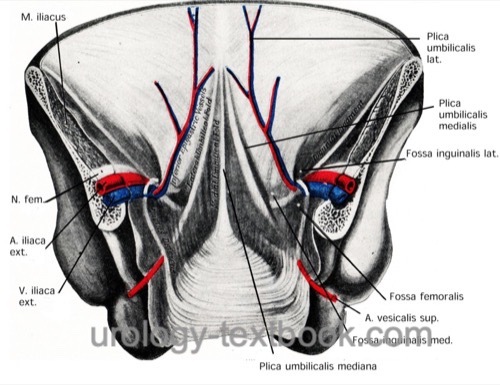 M. iliacus
Plica
umbilicalis
lat.
Plica
umbilicalis
medialis
Fossa inguinalis lat.
N. fem.
A. iliaca
ext.
V. iliaca
ext.
Fossa femoralis
A. vesicalis sup.
urology-textbook.com
Fossa inguinalis med.
Plica umbilicalis mediana